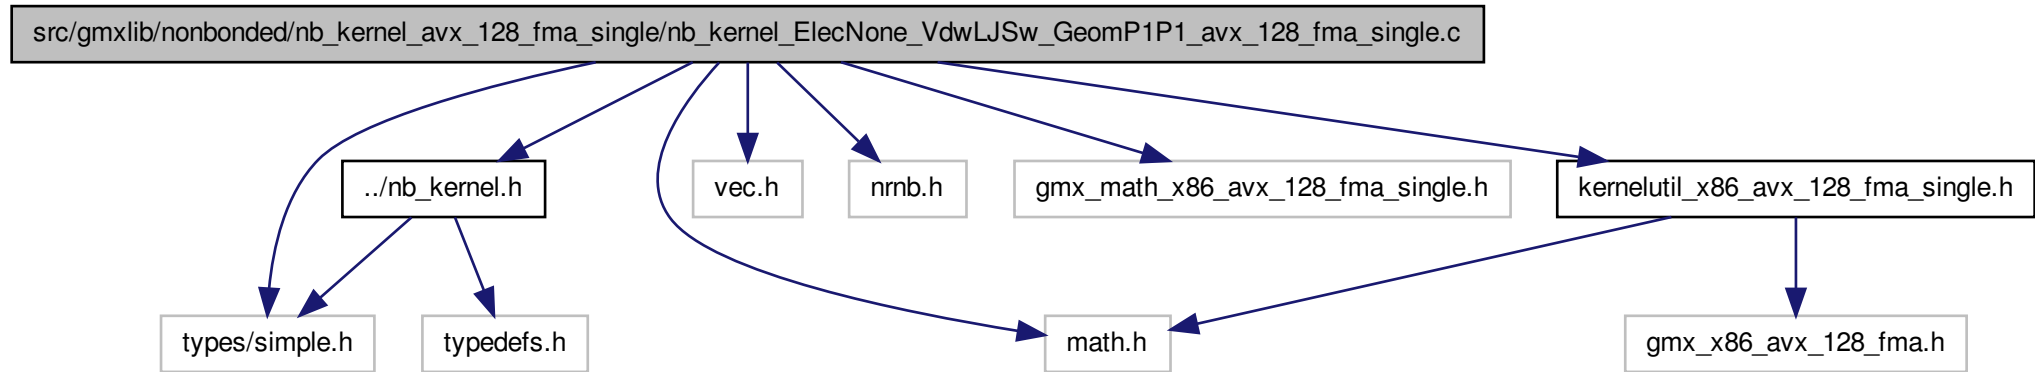 src/gmxlib/nonbonded/nb_kernel_avx_128_fma_single/nb_kernel_ElecNone_VdwLJSw_GeomP1P1_avx_128_fma_single.c
../nb_kernel.h
vec.h
nrnb.h
gmx_math_x86_avx_128_fma_single.h
kernelutil_x86_avx_128_fma_single.h
types/simple.h
typedefs.h
math.h
gmx_x86_avx_128_fma.h